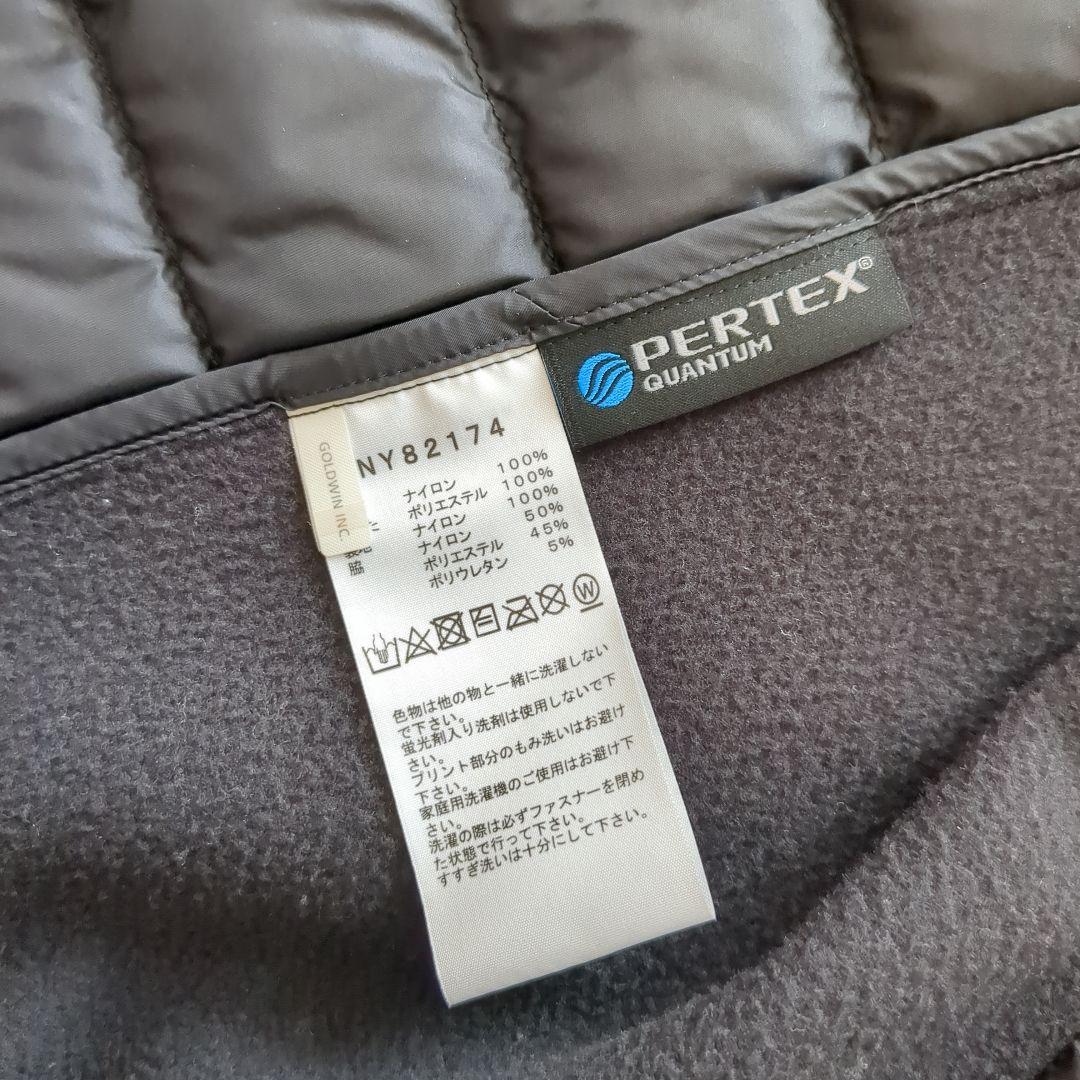 PERTEX®
QUANTUM
GOLDWIN INC.
NY82174
ナイロン 100%
ポリエステル 100%
た ナイロン 100%
ナイロン 50%
脇 ポリエステル 45%
ポリウレタン 5%
W
色物は他の物と一緒に洗濯しない
で下さい。
蛍光剤入り洗剤は使用しないで下
さい。
プリント部分のもみ洗いはお避け
下さい。
家庭用洗濯機のご使用はお避け下
さい。
洗濯の際は必ずファスナーを閉め
た状態で行って下さい。
すすぎ洗いは十分にして下さい。